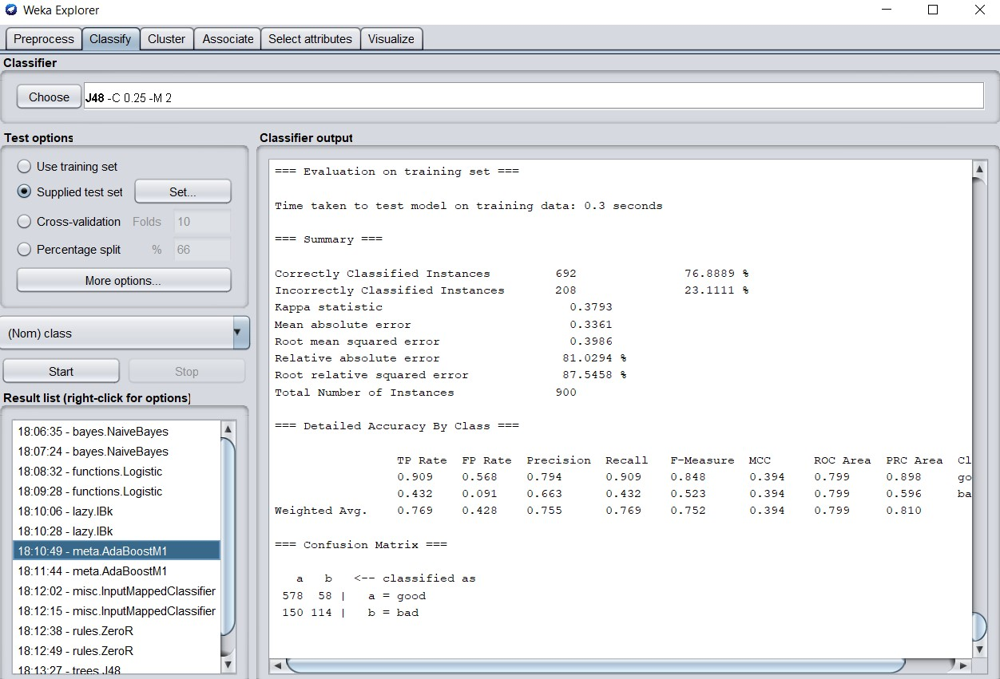 Weka Explorer
Preprocess Classify Cluster Associate Select attributes Visualize
Classifier
Choose J48 -C 0.25 -M 2
Test options
Use training set
Supplied test set Set...
Cross-validation Folds 10
Percentage split % 66
More options...
(Nom) class
Start Stop
Result list (right-click for options)
18:06:35 - bayes.NaiveBayes
18:07:24 - bayes.NaiveBayes
18:08:32 - functions.Logistic
18:09:28 - functions.Logistic
18:10:06 - lazy.IBk
18:10:28 - lazy.IBk
18:10:49 - meta.AdaBoostM1
18:11:44 - meta.AdaBoostM1
18:12:02 - misc.InputMappedClassifier
18:12:15 - misc.InputMappedClassifier
18:12:38 - rules.ZeroR
18:12:49 - rules.ZeroR
18:13:27 - trees.J48
Classifier output
=== Evaluation on training set ===
Time taken to test model on training data: 0.3 seconds
=== Summary ===
Correctly Classified Instances 692 76.8889 %
Incorrectly Classified Instances 208 23.1111 %
Kappa statistic 0.3793
Mean absolute error 0.3361
Root mean squared error 0.3986
Relative absolute error 81.0294 %
Root relative squared error 87.5458 %
Total Number of Instances 900
=== Detailed Accuracy By Class ===
TP Rate FP Rate Precision Recall F-Measure MCC ROC Area PRC Area Cl
0.909 0.568 0.794 0.909 0.848 0.394 0.799 0.898 go
0.432 0.091 0.663 0.432 0.523 0.394 0.799 0.596 ba
Weighted Avg. 0.769 0.428 0.755 0.769 0.752 0.394 0.799 0.810
=== Confusion Matrix ===
a b <-- classified as
578 58 | a = good
150 114 | b = bad